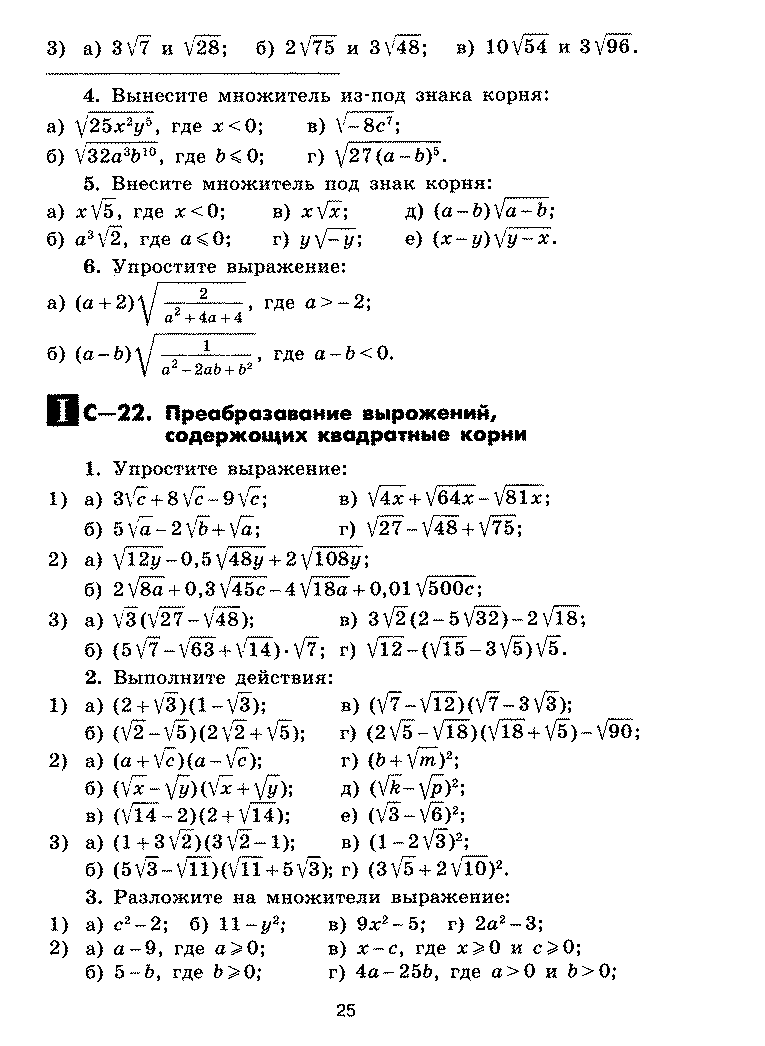 3) а) 3√7 и √28; б) 2√75 и 3√48; в) 10√54 и 3√96.
4. Вынесите множитель из-под знака корня:
а) √(25x²y⁵), где x<0; в) √(−8c⁷);
б) √(32a³b¹⁰), где b⩽0; г) √(27(a−b)⁵).
5. Внесите множитель под знак корня:
а) x√5, где x<0; в) x√x; д) (a−b)√(a−b);
б) a³√2, где a⩽0; г) y√(−y); е) (x−y)√(y−x).
6. Упростите выражение:
а) (a+2)√(2/(a²+4a+4)), где a>−2;
б) (a−b)√(1/(a²−2ab+b²)), где a−b<0.
I С—22. Преобразавание вырожений,
содержощих квадратные корни
1. Упростите выражение:
1) а) 3√c+8√c−9√c; в) √(4x)+√(64x)−√(81x);
б) 5√a−2√b+√a; г) √27−√48+√75;
2) а) √(12y)−0,5√(48y)+2√(108y);
б) 2√(8a)+0,3√(45c)−4√(18a)+0,01√(500c);
3) а) √3(√27−√48); в) 3√2(2−5√32)−2√18;
б) (5√7−√63+√14)·√7; г) √12−(√15−3√5)√5.
2. Выполните действия:
1) а) (2+√3)(1−√3); в) (√7−√12)(√7−3√3);
б) (√2−√5)(2√2+√5); г) (2√5−√18)(√18+√5)−√90;
2) а) (a+√c)(a−√c); г) (b+√m)²;
б) (√x−√y)(√x+√y); д) (√k−√p)²;
в) (√14−2)(2+√14); е) (√3−√6)²;
3) а) (1+3√2)(3√2−1); в) (1−2√3)²;
б) (5√3−√11)(√11+5√3); г) (3√5+2√10)².
3. Разложите на множители выражение:
1) а) c²−2; б) 11−y²; в) 9x²−5; г) 2a²−3;
2) а) a−9, где a⩾0; в) x−c, где x⩾0 и c⩾0;
б) 5−b, где b⩾0; г) 4a−25b, где a>0 и b>0;
25